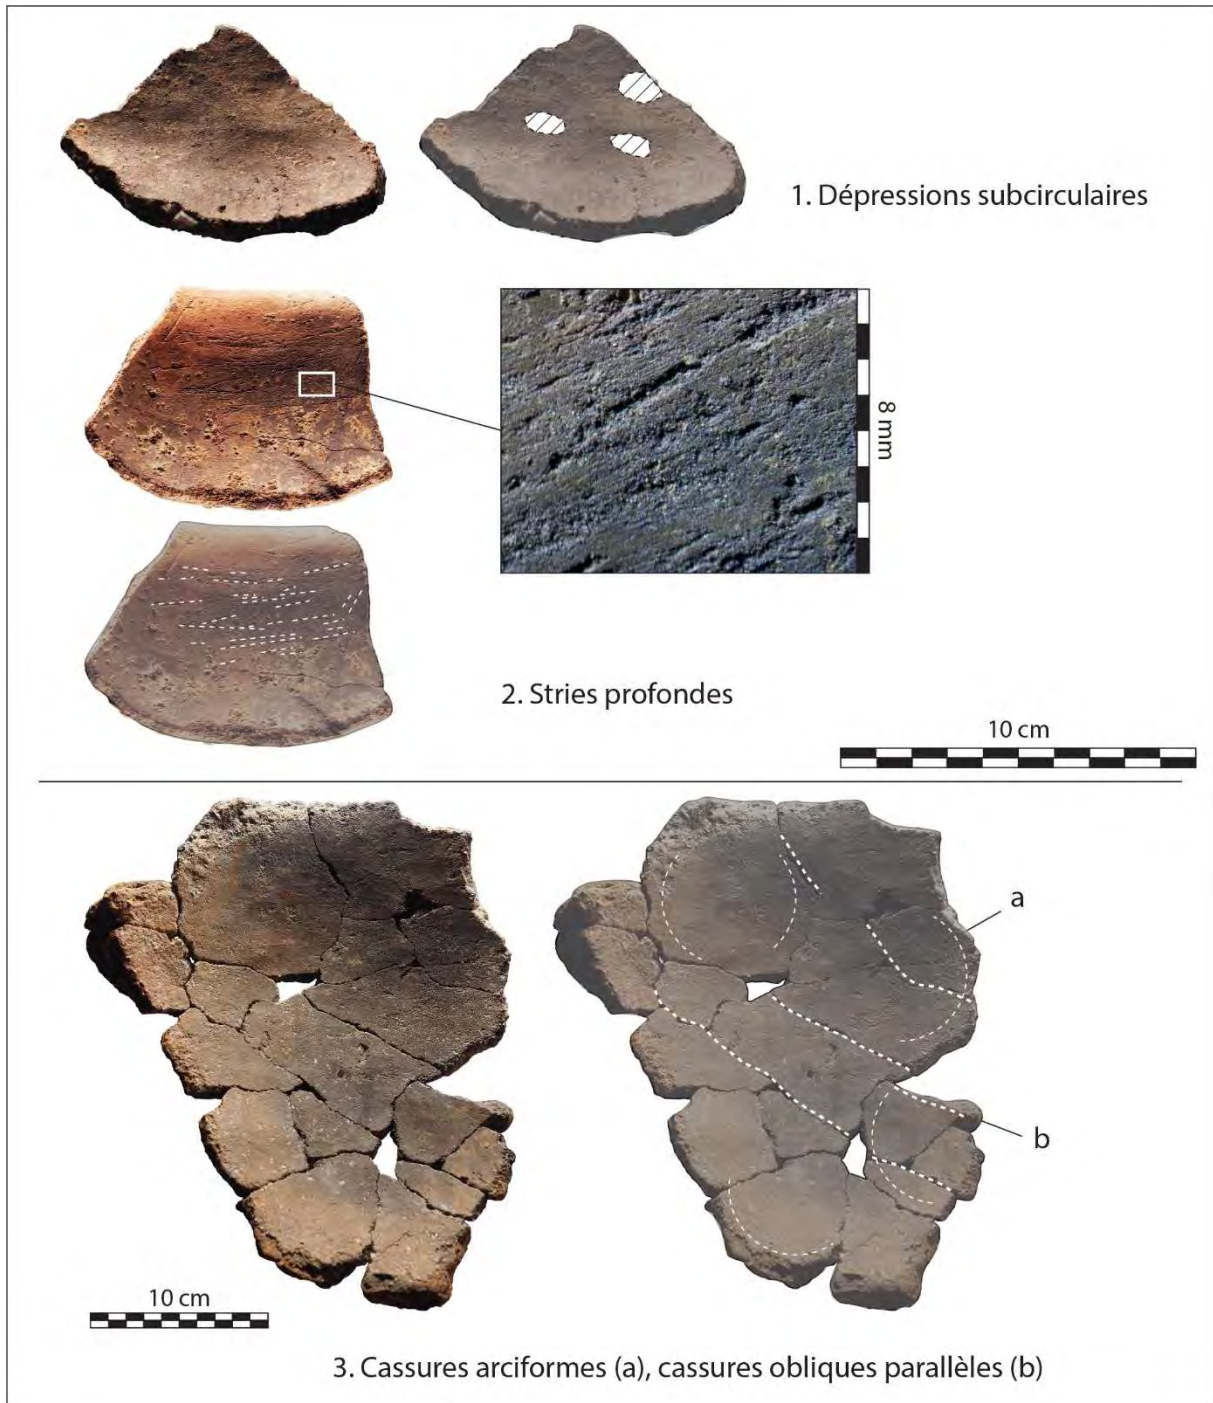 1. Dépressions subcirculaires
8 mm
2. Stries profondes
10 cm
a
b
10 cm
3. Cassures arciformes (a), cassures obliques parallèles (b)